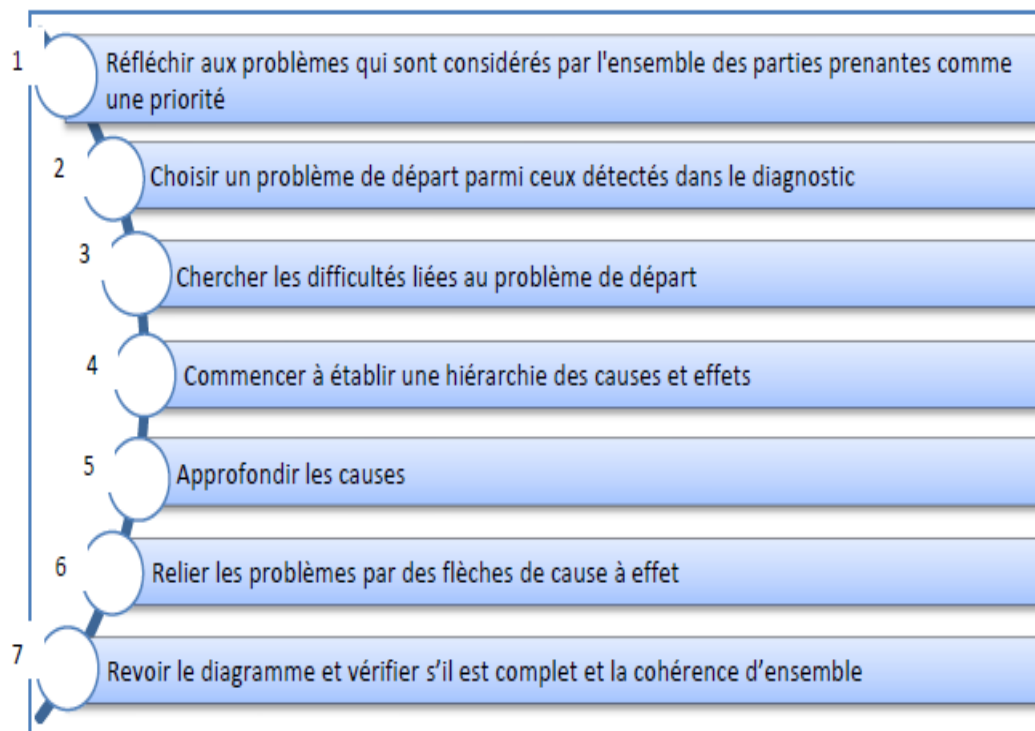 1 Réfléchir aux problèmes qui sont considérés par l'ensemble des parties prenantes comme
une priorité
2 Choisir un problème de départ parmi ceux détectés dans le diagnostic
3 Chercher les difficultés liées au problème de départ
4 Commencer à établir une hiérarchie des causes et effets
5 Approfondir les causes
6 Relier les problèmes par des flèches de cause à effet
7 Revoir le diagramme et vérifier s’il est complet et la cohérence d’ensemble